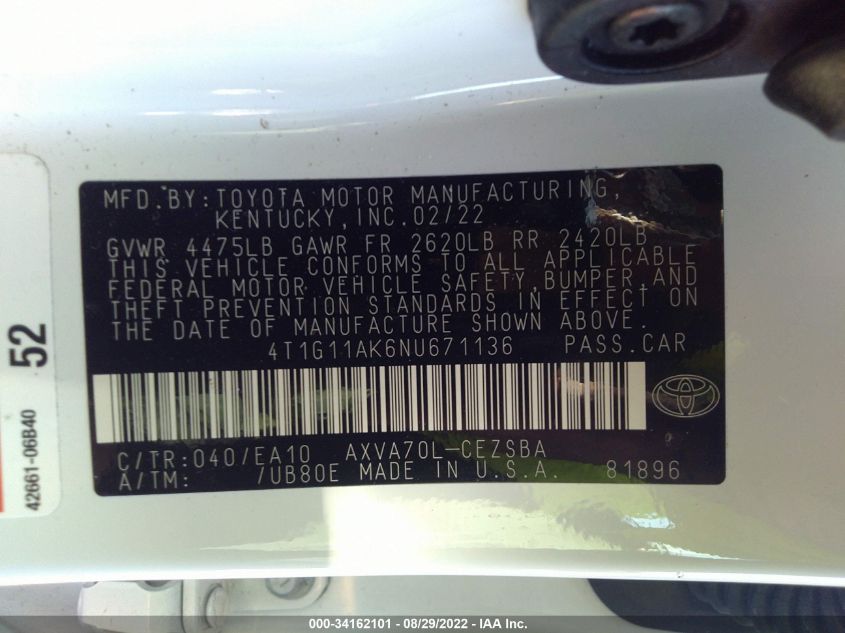 MFD.BY:TOYOTA MOTOR MANUFACTURING,
KENTUCKY,INC.02/22
GVWR 4475LB GAWR FR 2620LB RR 2420LB
THIS VEHICLE CONFORMS TO ALL APPLICABLE
FEDERAL MOTOR VEHICLE SAFETY,BUMPER,AND
THEFT PREVENTION STANDARDS IN EFFECT ON
THE DATE OF MANUFACTURE SHOWN ABOVE.
4T1G11AK6NU671136 PASS.CAR
C/TR:040/EA10 AXVA70L-CEZSBA
A/TM: /UB80E MADE IN U.S.A. 81896
52
42661-06B40
000-34162101 - 08/29/2022 - IAA Inc.